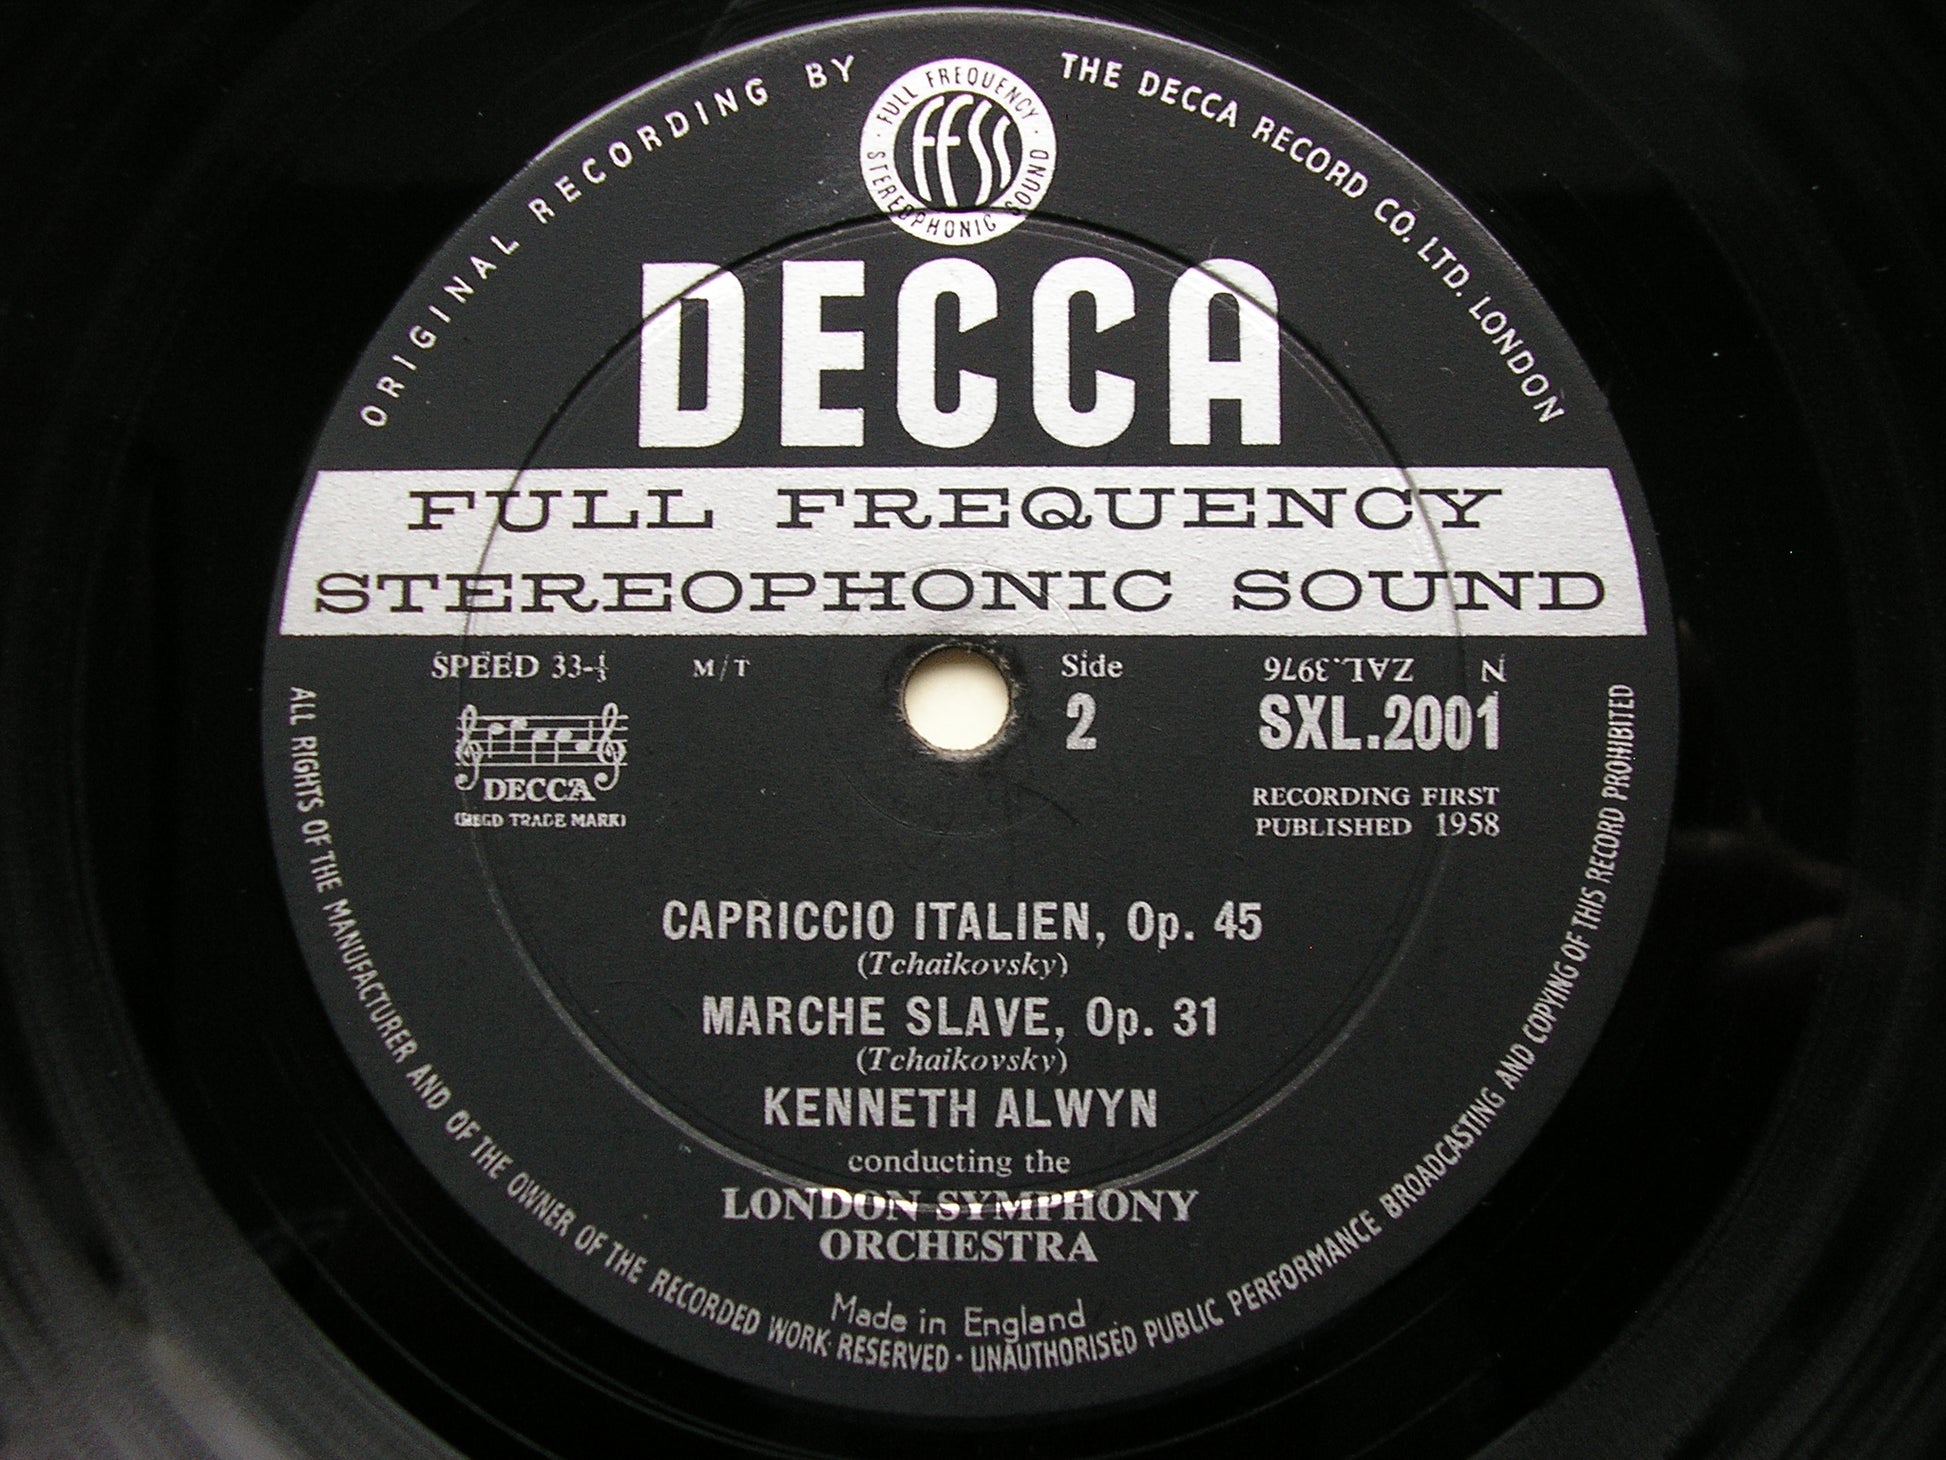 ORIGINAL RECORDING BY
THE DECCA RECORD CO. LTD. LONDON
FULL FREQUENCY
STEREOPHONIC SOUND
FFSS
DECCA
FULL FREQUENCY
STEREOPHONIC SOUND
SPEED 33-1/3
M/T
Side
2
ZAL.3976 N
SXL.2001
DECCA
(REGD TRADE MARK)
RECORDING FIRST
PUBLISHED 1958
CAPRICCIO ITALIEN, Op. 45
(Tchaikovsky)
MARCHE SLAVE, Op. 31
(Tchaikovsky)
KENNETH ALWYN
conducting the
LONDON SYMPHONY
ORCHESTRA
Made in England
ALL RIGHTS OF THE MANUFACTURER AND OF THE OWNER OF THE RECORDED WORK RESERVED · UNAUTHORISED PUBLIC PERFORMANCE BROADCASTING AND COPYING OF THIS RECORD PROHIBITED